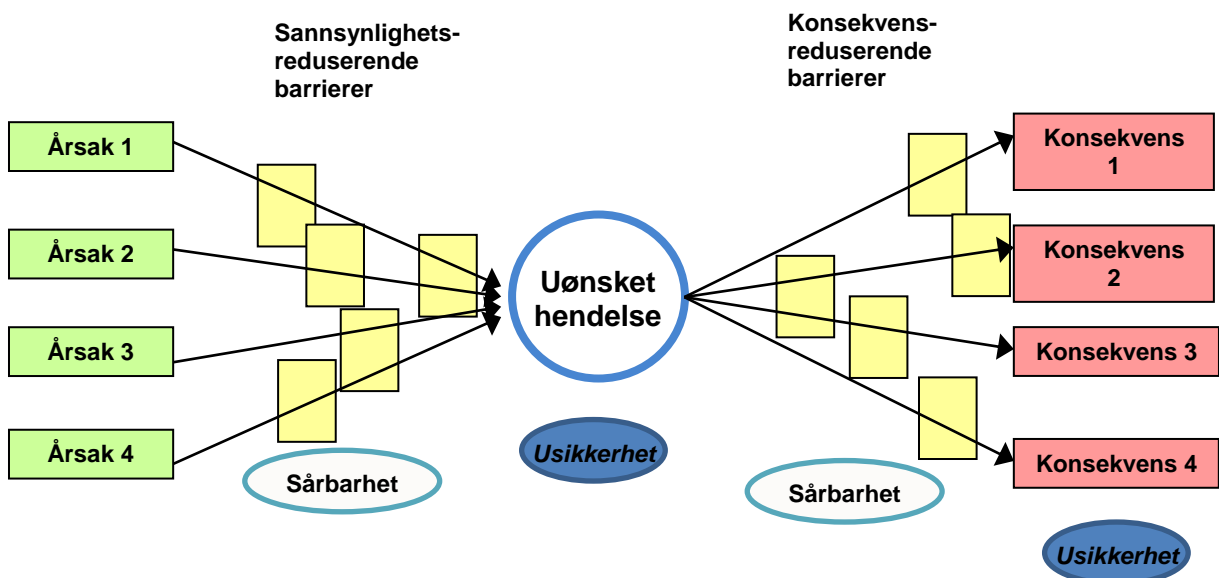 Sannsynlighets-
reduserende
barrierer
Konsekvens-
reduserende
barrierer
Årsak 1
Årsak 2
Årsak 3
Årsak 4
Uønsket
hendelse
Usikkerhet
Sårbarhet
Sårbarhet
Konsekvens
1
Konsekvens
2
Konsekvens 3
Konsekvens 4
Usikkerhet